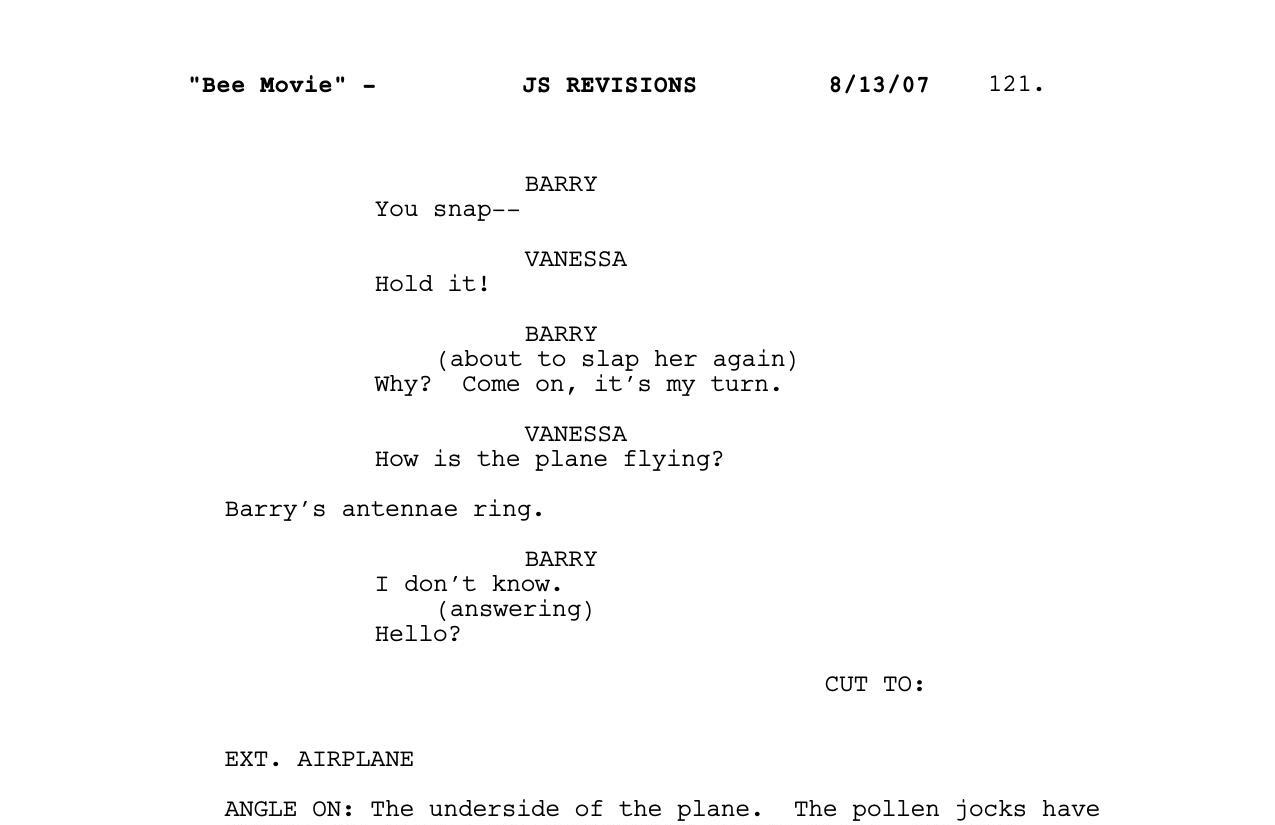 "Bee Movie" - JS REVISIONS 8/13/07 121.
BARRY
You snap--
VANESSA
Hold it!
BARRY
(about to slap her again)
Why?  Come on, it's my turn.
VANESSA
How is the plane flying?
Barry's antennae ring.
BARRY
I don't know.
(answering)
Hello?
CUT TO:
EXT. AIRPLANE
ANGLE ON: The underside of the plane.  The pollen jocks have